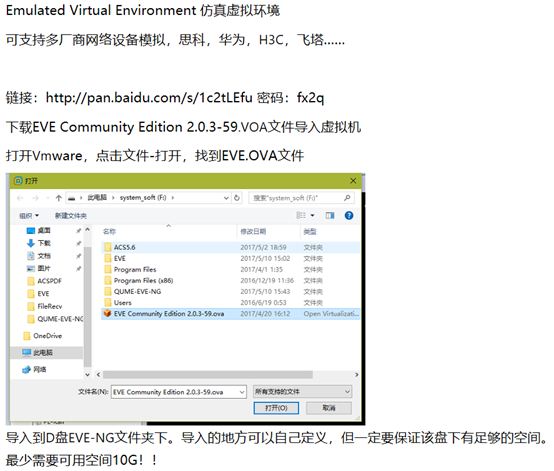 Emulated Virtual Environment 仿真虚拟环境
可支持多厂商网络设备模拟，思科，华为，H3C，飞塔......
链接：http://pan.baidu.com/s/1c2tLEfu 密码：fx2q
下载EVE Community Edition 2.0.3-59.VOA文件导入虚拟机
打开Vmware，点击文件-打开，找到EVE.OVA文件
打开
此电脑 > system_soft (F:) >
搜索"system_soft (F:)"
组织 新建文件夹
名称 修改日期 类型
桌面
下载
文档
图片
ACSPDF
EVE
FileRecv
QUME-EVE-NG
OneDrive
此电脑
网络
ACS5.6 2017/5/2 18:59 文件夹
EVE 2017/5/10 15:02 文件夹
Program Files 2017/4/1 3:35 文件夹
Program Files (x86) 2016/12/19 11:36 文件夹
QUME-EVE-NG 2017/5/10 15:43 文件夹
Users 2016/6/19 0:53 文件夹
EVE Community Edition 2.0.3-59.ova 2017/4/20 16:12 Open Virtualizati...
文件名(N): EVE Community Edition 2.0.3-59.ova 所有支持的文件
打开(O) 取消
导入到D盘EVE-NG文件夹下。导入的地方可以自己定义，但一定要保证该盘下有足够的空间。
最少需要可用空间10G！！